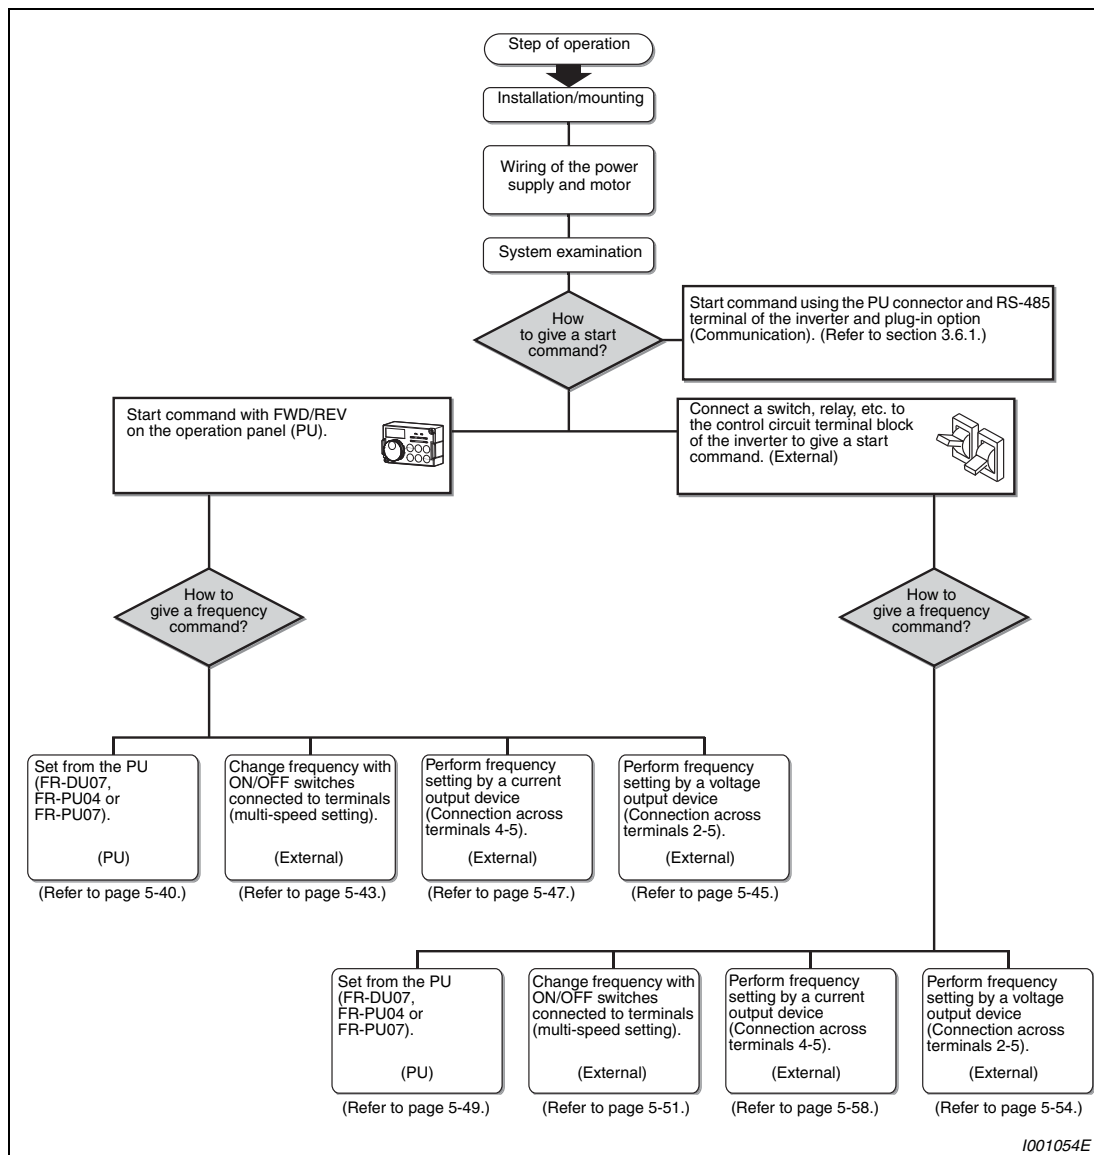 Step of operation
Installation/mounting
Wiring of the power
supply and motor
System examination
How
to give a start
command?
Start command using the PU connector and RS-485
terminal of the inverter and plug-in option
(Communication). (Refer to section 3.6.1.)
Start command with FWD/REV
on the operation panel (PU).
Connect a switch, relay, etc. to
the control circuit terminal block
of the inverter to give a start
command. (External)
How to
give a frequency
command?
How to
give a frequency
command?
Set from the PU
(FR-DU07,
FR-PU04 or
FR-PU07).
(PU)
(Refer to page 5-40.)
Change frequency with
ON/OFF switches
connected to terminals
(multi-speed setting).
(External)
(Refer to page 5-43.)
Perform frequency
setting by a current
output device
(Connection across
terminals 4-5).
(External)
(Refer to page 5-47.)
Perform frequency
setting by a voltage
output device
(Connection across
terminals 2-5).
(External)
(Refer to page 5-45.)
Set from the PU
(FR-DU07,
FR-PU04 or
FR-PU07).
(PU)
(Refer to page 5-49.)
Change frequency with
ON/OFF switches
connected to terminals
(multi-speed setting).
(External)
(Refer to page 5-51.)
Perform frequency
setting by a current
output device
(Connection across
terminals 4-5).
(External)
(Refer to page 5-58.)
Perform frequency
setting by a voltage
output device
(Connection across
terminals 2-5).
(External)
(Refer to page 5-54.)
I001054E